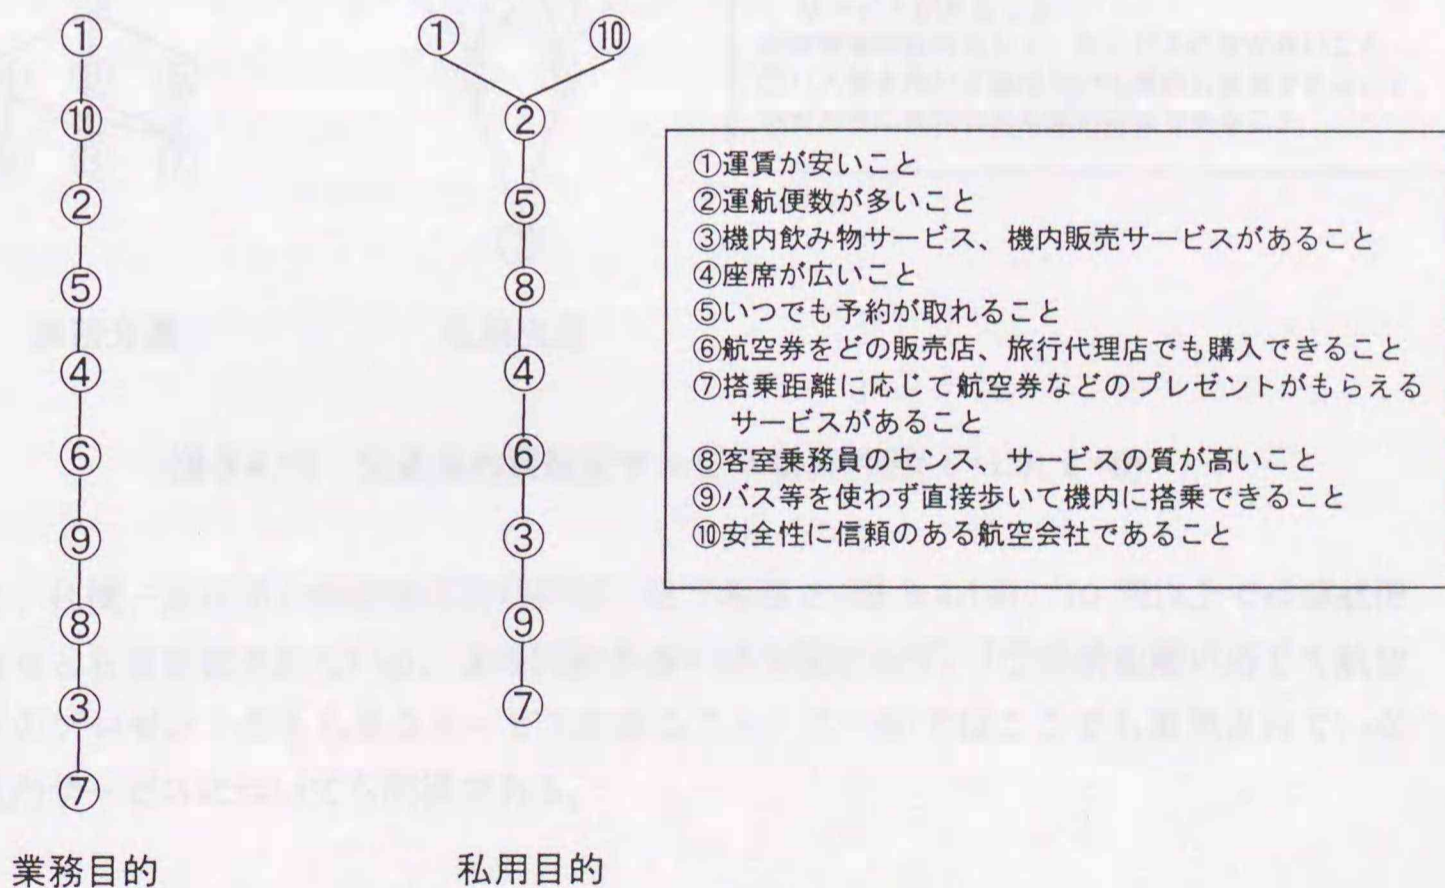 ①
⑩
②
⑤
④
⑥
⑨
⑧
③
⑦
業務目的
① ⑩
②
⑤
⑧
④
⑥
③
⑨
⑦
私用目的
①運賃が安いこと
②運航便数が多いこと
③機内飲み物サービス、機内販売サービスがあること
④座席が広いこと
⑤いつでも予約が取れること
⑥航空券をどの販売店、旅行代理店でも購入できること
⑦搭乗距離に応じて航空券などのプレゼントがもらえる
サービスがあること
⑧客室乗務員のセンス、サービスの質が高いこと
⑨バス等を使わず直接歩いて機内に搭乗できること
⑩安全性に信頼のある航空会社であること